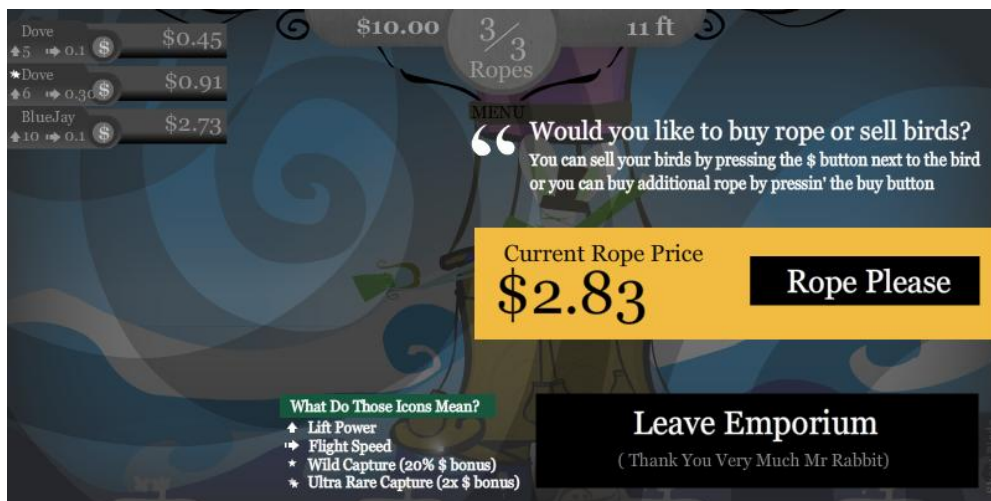 Dove
5 0.1 $ $0.45
Dove
6 0.30 $ $0.91
BlueJay
10 0.1 $ $2.73
$10.00
3/3
Ropes
11 ft
MENU
“ Would you like to buy rope or sell birds?
You can sell your birds by pressing the $ button next to the bird
or you can buy additional rope by pressin' the buy button
Current Rope Price
$2.83
Rope Please
What Do Those Icons Mean?
Lift Power
Flight Speed
Wild Capture (20% $ bonus)
Ultra Rare Capture (2x $ bonus)
Leave Emporium
( Thank You Very Much Mr Rabbit)